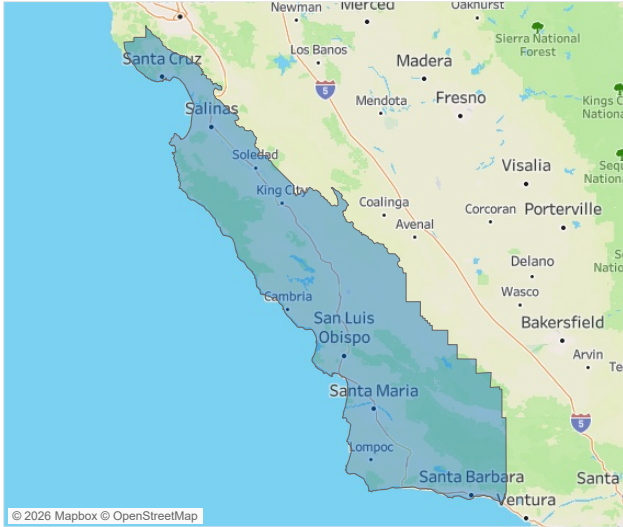 Newman
Merced
Oakhurst
Sierra National
Forest
Los Banos
Santa Cruz
Madera
5
Mendota
Fresno
Kings C
Nationa
Salinas
Soledad
Visalia
Sequ
Nationa
King City
Coalinga
Corcoran
Porterville
Avenal
Delano
Natio
Cambria
Wasco
San Luis
Obispo
Bakersfield
Arvin
Te
Santa Maria
5
Lompoc
Santa Barbara
Santa
Ventura
© 2026 Mapbox © OpenStreetMap